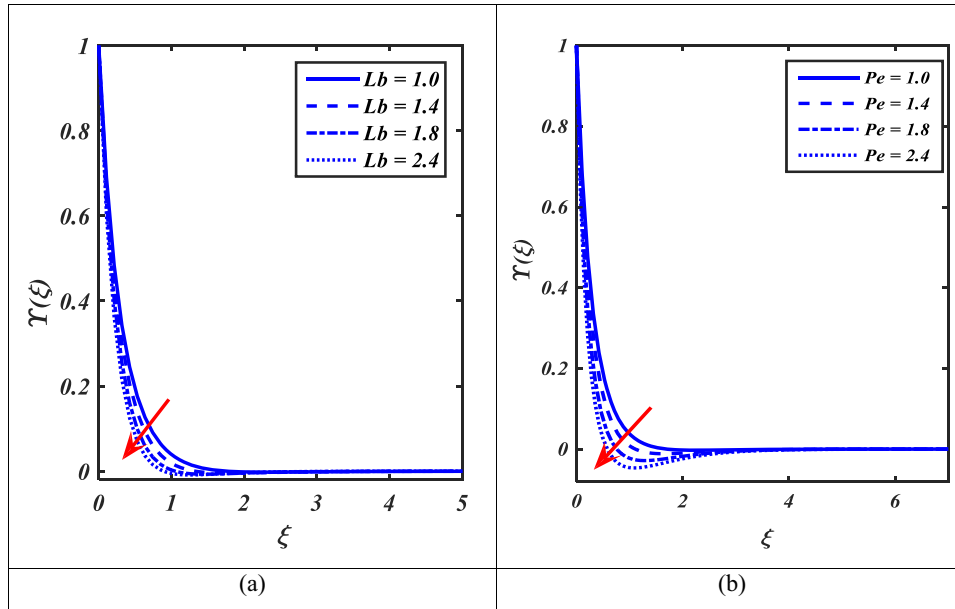 1
0.8
0.6
0.4
0.2
0
ϒ(ξ)
0 1 2 3 4 5
ξ
Lb = 1.0
Lb = 1.4
Lb = 1.8
Lb = 2.4
(a)
1
0.8
0.6
0.4
0.2
0
ϒ(ξ)
0 2 4 6
ξ
Pe = 1.0
Pe = 1.4
Pe = 1.8
Pe = 2.4
(b)